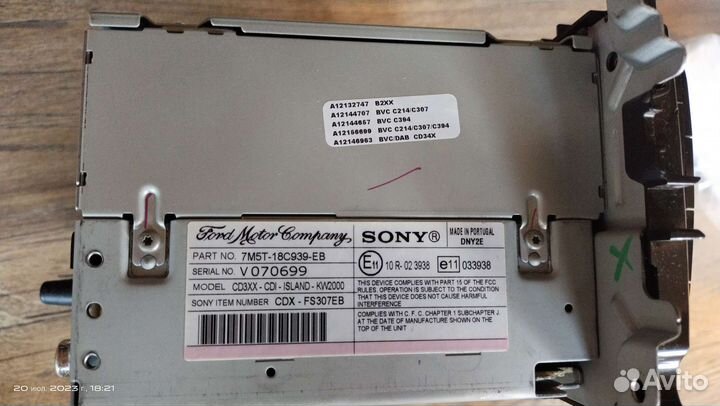 A12132747 B2XX
A12144707 BVC C214/C307
A12144657 BVC C394
A12156699 BVC C214/C307/C394
A12146963 BVC/DAB CD34X
Ford Motor Company SONY® MADE IN PORTUGAL
DNY2E
PART NO. 7M5T-18C939-EB
SERIAL NO. V070699
MODEL CD3XX - CDI - ISLAND - KW2000
SONY ITEM NUMBER CDX - FS307EB
E11 10 R- 02 3938 e11 033938
THIS DEVICE COMPLIES WITH PART 15 OF THE FCC
RULES. OPERATION IS SUBJECT TO THE CONDITION
THAT THIS DEVICE DOES NOT CAUSE HARMFUL
INTERFERENCE
COMPLIES WITH C. F. C. CHAPTER 1 SUBCHAPTER J.
AT THE DATE OF MANUFACTURE SHOWN ON THE TOP
OF THE UNIT
X
20 июл. 2023 г., 18:21
Avito